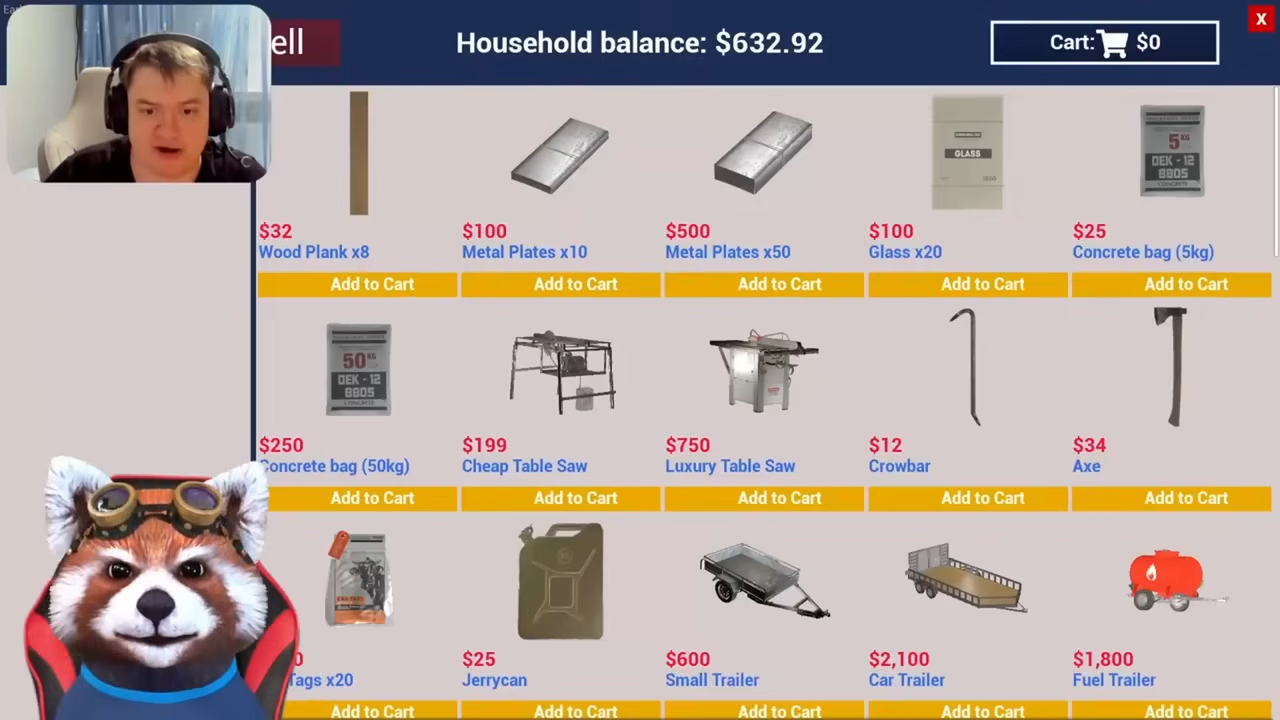 ell
Household balance: $632.92
Cart: $0
X
GLASS
5 KG
DEK - 12
8805
$32
$100
$500
$100
$25
Wood Plank x8
Metal Plates x10
Metal Plates x50
Glass x20
Concrete bag (5kg)
Add to Cart
Add to Cart
Add to Cart
Add to Cart
Add to Cart
50 KG
DEK - 12
8805
$250
$199
$750
$12
$34
Concrete bag (50kg)
Cheap Table Saw
Luxury Table Saw
Crowbar
Axe
Add to Cart
Add to Cart
Add to Cart
Add to Cart
Add to Cart
0
$25
$600
$2,100
$1,800
Tags x20
Jerrycan
Small Trailer
Car Trailer
Fuel Trailer
Add to Cart
Add to Cart
Add to Cart
Add to Cart
Add to Cart